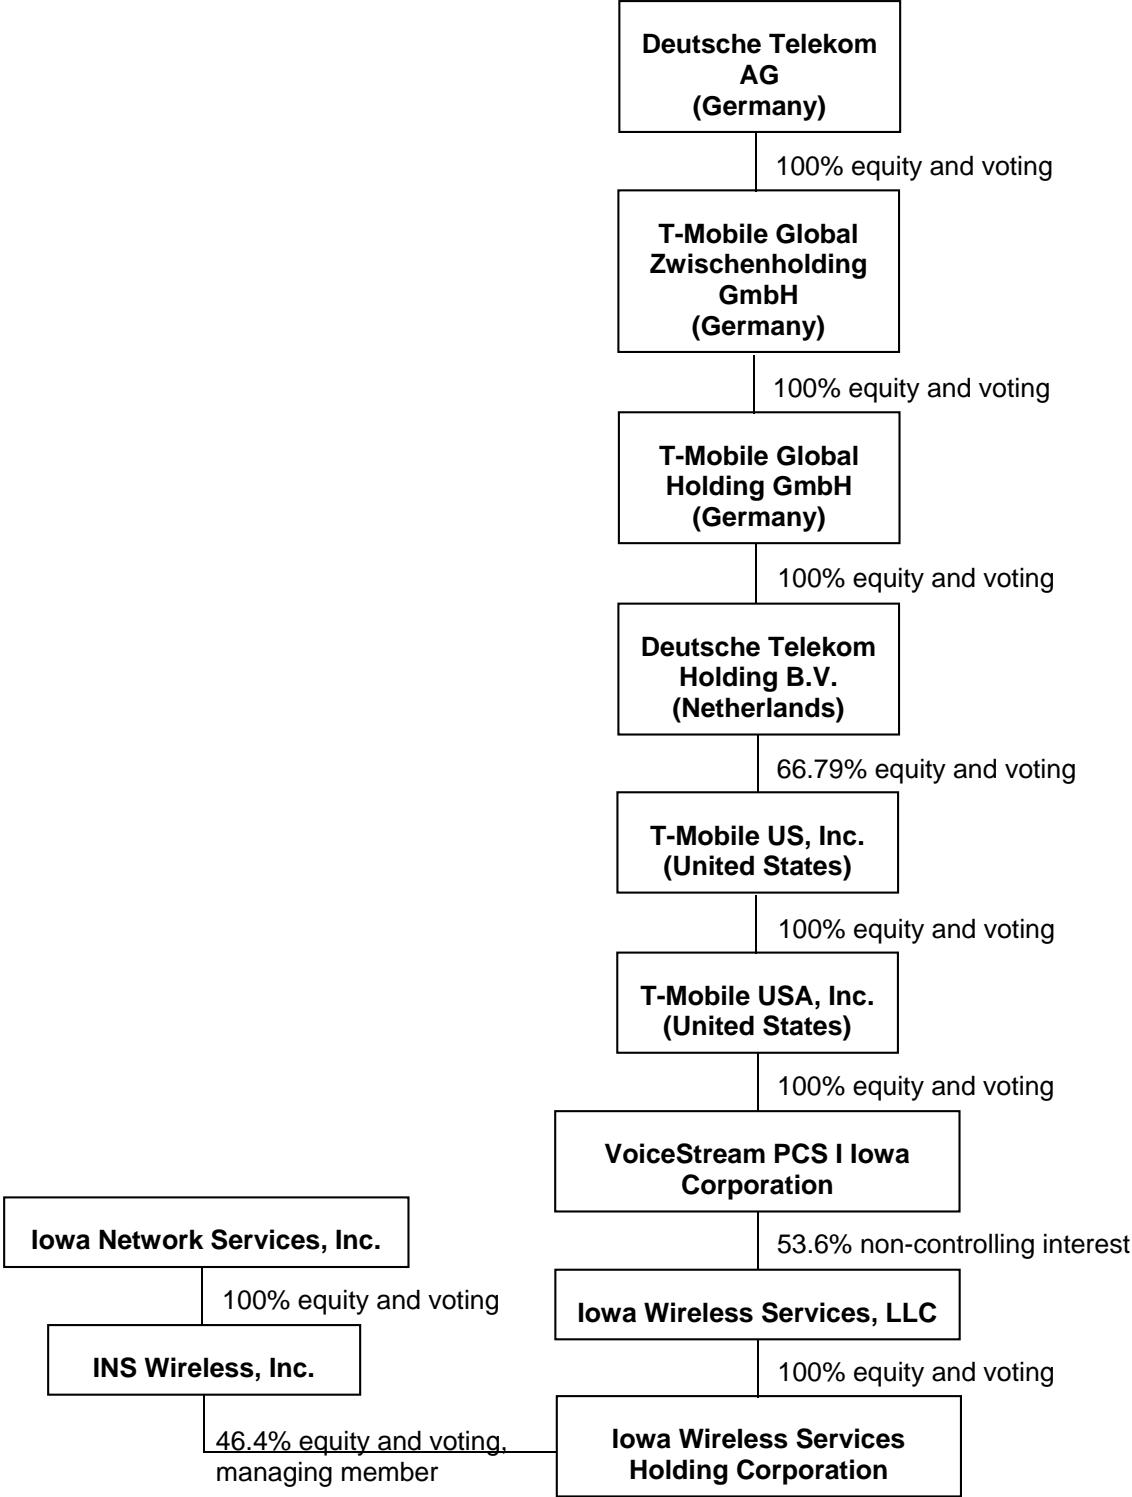 Deutsche Telekom
AG
(Germany)
100% equity and voting
T-Mobile Global
Zwischenholding
GmbH
(Germany)
100% equity and voting
T-Mobile Global
Holding GmbH
(Germany)
100% equity and voting
Deutsche Telekom
Holding B.V.
(Netherlands)
66.79% equity and voting
T-Mobile US, Inc.
(United States)
100% equity and voting
T-Mobile USA, Inc.
(United States)
100% equity and voting
VoiceStream PCS I Iowa
Corporation
53.6% non-controlling interest
Iowa Network Services, Inc.
100% equity and voting
INS Wireless, Inc.
46.4% equity and voting,
managing member
Iowa Wireless Services, LLC
100% equity and voting
Iowa Wireless Services
Holding Corporation